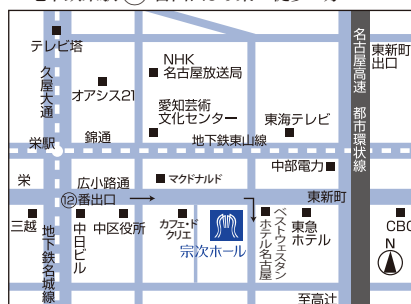 テレビ塔
久屋大通
NHK
名古屋放送局
名古屋高速 都市環状線
東新町
出口
オアシス21
愛知芸術
文化センター
東海テレビ
栄駅
錦通
地下鉄東山線
中部電力
栄
広小路通
マクドナルド
東新町
⑫番出口
三越
地下鉄名城線
中日ビル
中区役所
カフェ・ド
クリエ
宗次ホール
ベストウェスタン
ホテル名古屋
東急
ホテル
CBC
N
至高辻